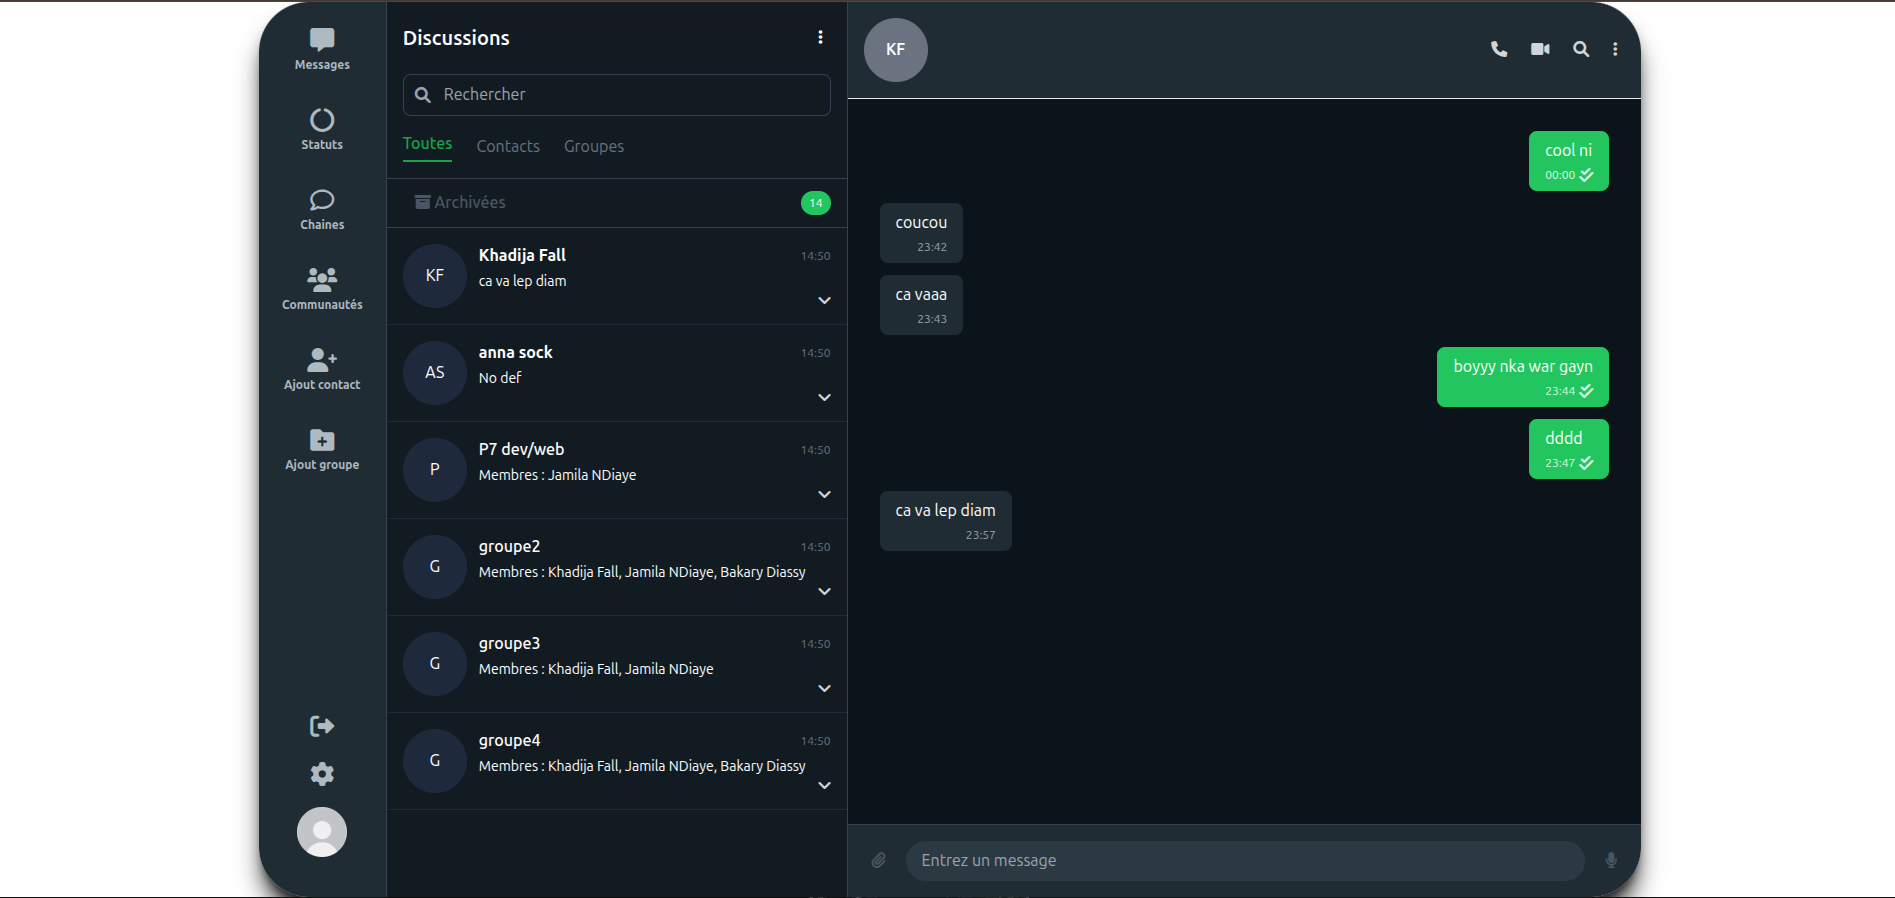 Messages
Statuts
Chaines
Communautés
Ajout contact
Ajout groupe
Discussions
Rechercher
Toutes Contacts Groupes
Archivées 14
KF Khadija Fall 14:50
ca va lep diam
AS anna sock 14:50
No def
P P7 dev/web 14:50
Membres : Jamila NDiaye
G groupe2 14:50
Membres : Khadija Fall, Jamila NDiaye, Bakary Diassy
G groupe3 14:50
Membres : Khadija Fall, Jamila NDiaye
G groupe4 14:50
Membres : Khadija Fall, Jamila NDiaye, Bakary Diassy
KF
cool ni
00:00
coucou
23:42
ca vaaa
23:43
boyyy nka war gayn
23:44
dddd
23:47
ca va lep diam
23:57
Entrez un message